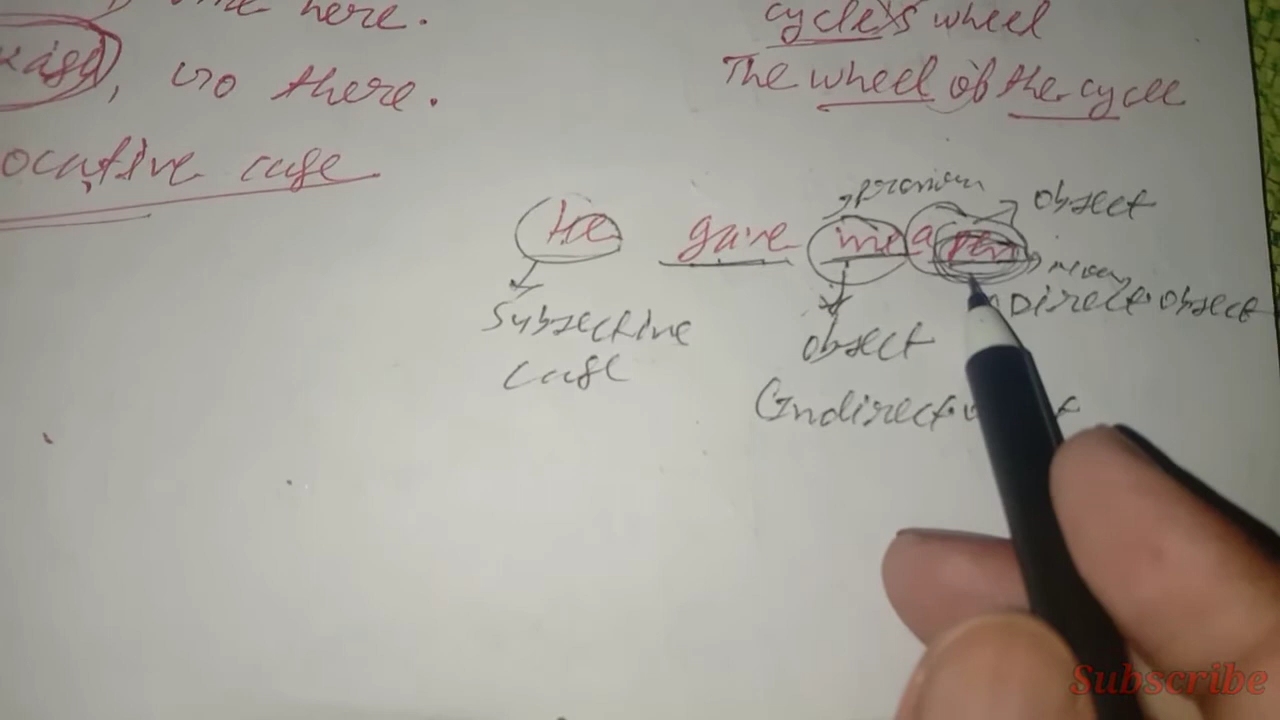 here.
cycle's wheel
Go there.
The wheel of the cycle
ocative case
pronoun
object
He gave me a pen
noun
Direct object
Subjective
case
object
(Indirect
Subscribe